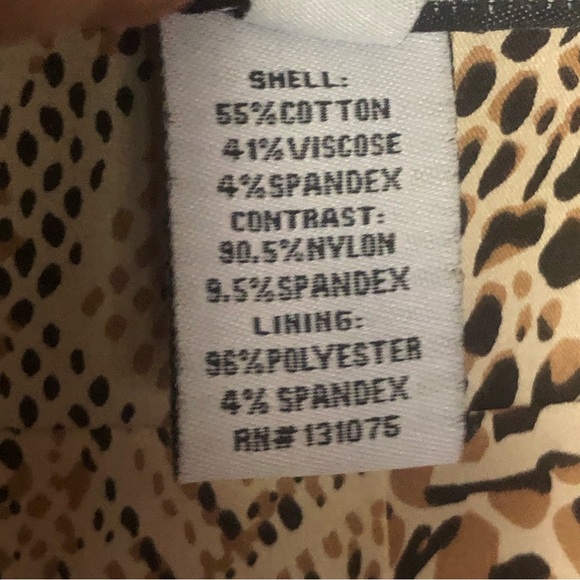 SHELL:
55%COTTON
41%VISCOSE
4%SPANDEX
CONTRAST:
90.5%NYLON
9.5%SPANDEX
LINING:
96%POLYESTER
4% SPANDEX
RN# 131075